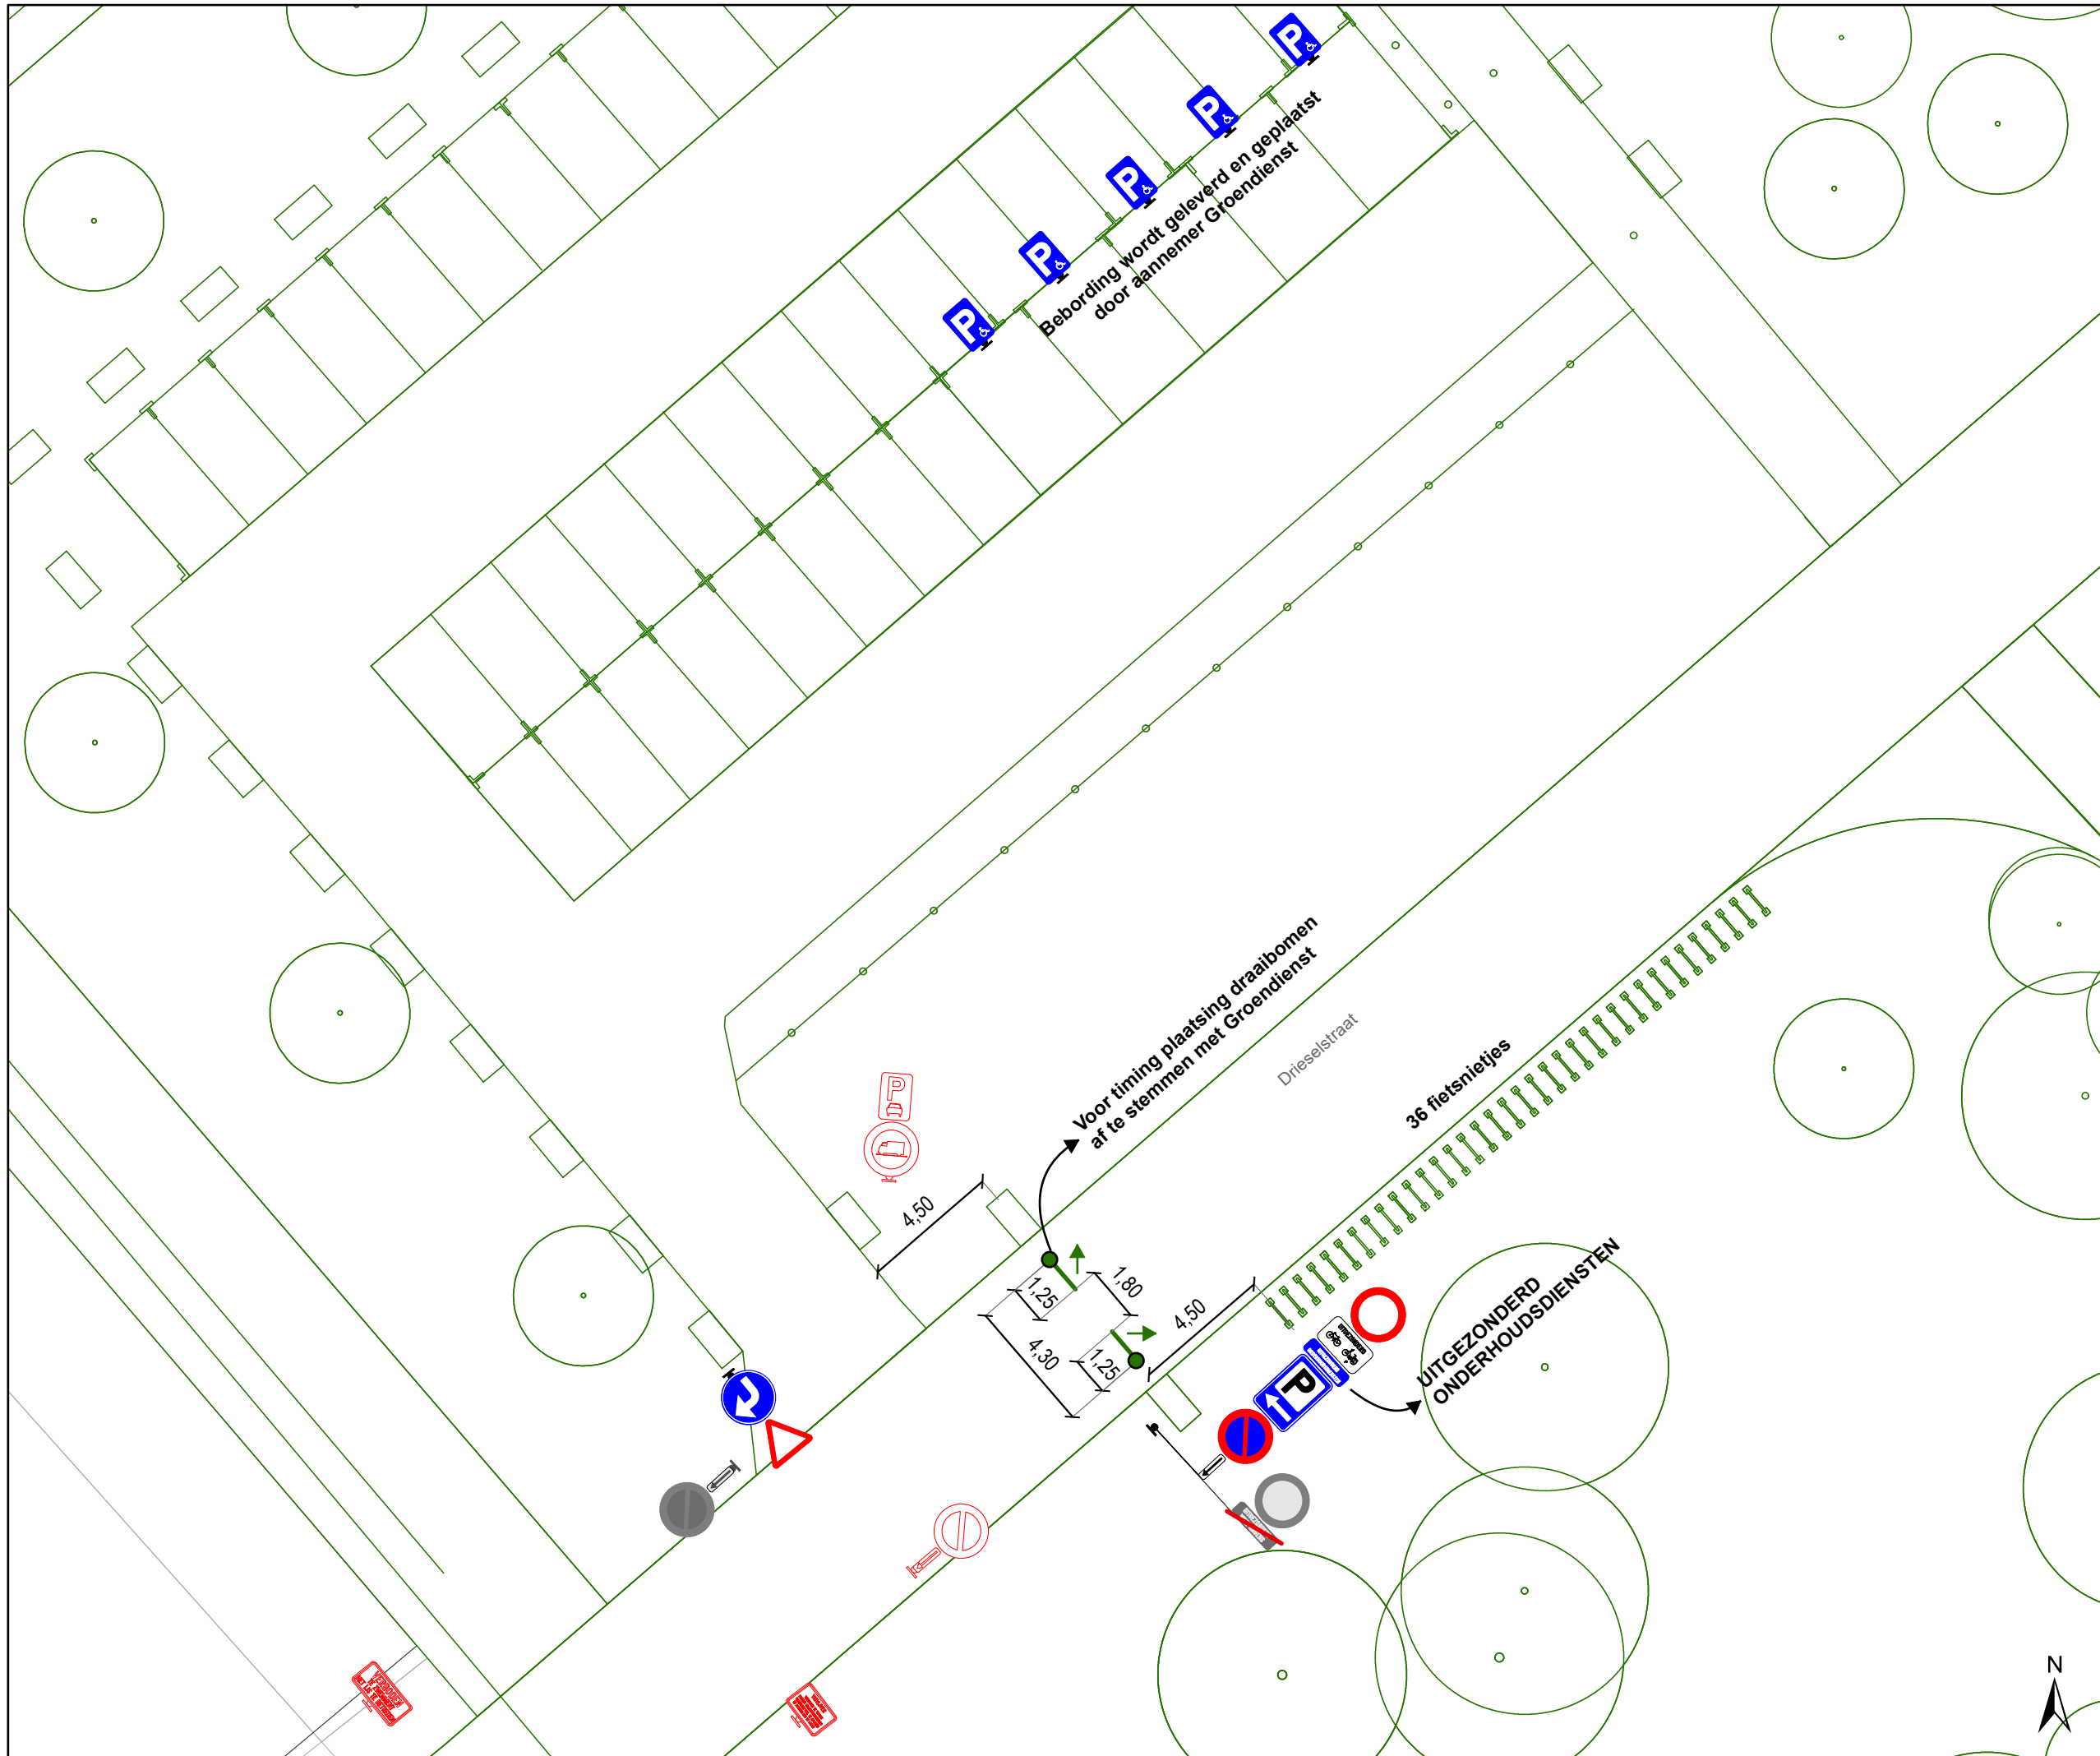 P
P
P
P
P
Bebording wordt geleverd en geplaatst
door aannemer Groendienst
Voor timing plaatsing draaibomen
af te stemmen met Groendienst
Drieselstraat
36 fietsnietjes
P
4,50
1,25
1,80
4,30
1,25
4,50
P
UITGEZONDERD
ONDERHOUDSDIENSTEN
N